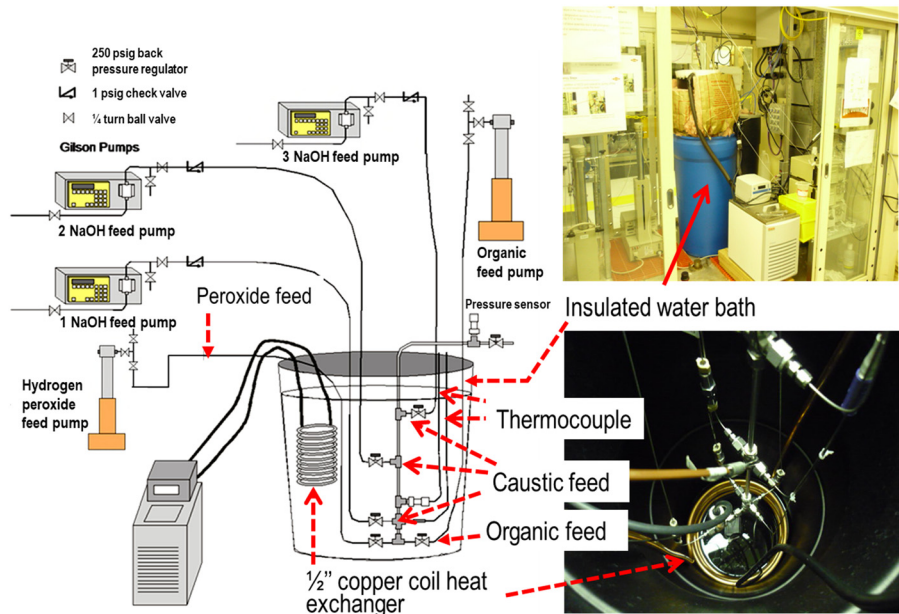 250 psig back
pressure regulator
1 psig check valve
¼ turn ball valve
Gilson Pumps
3 NaOH feed pump
2 NaOH feed pump
Organic
feed pump
1 NaOH feed pump
Peroxide feed
Pressure sensor
Insulated water bath
Hydrogen
peroxide
feed pump
Thermocouple
Caustic feed
Organic feed
½” copper coil heat
exchanger